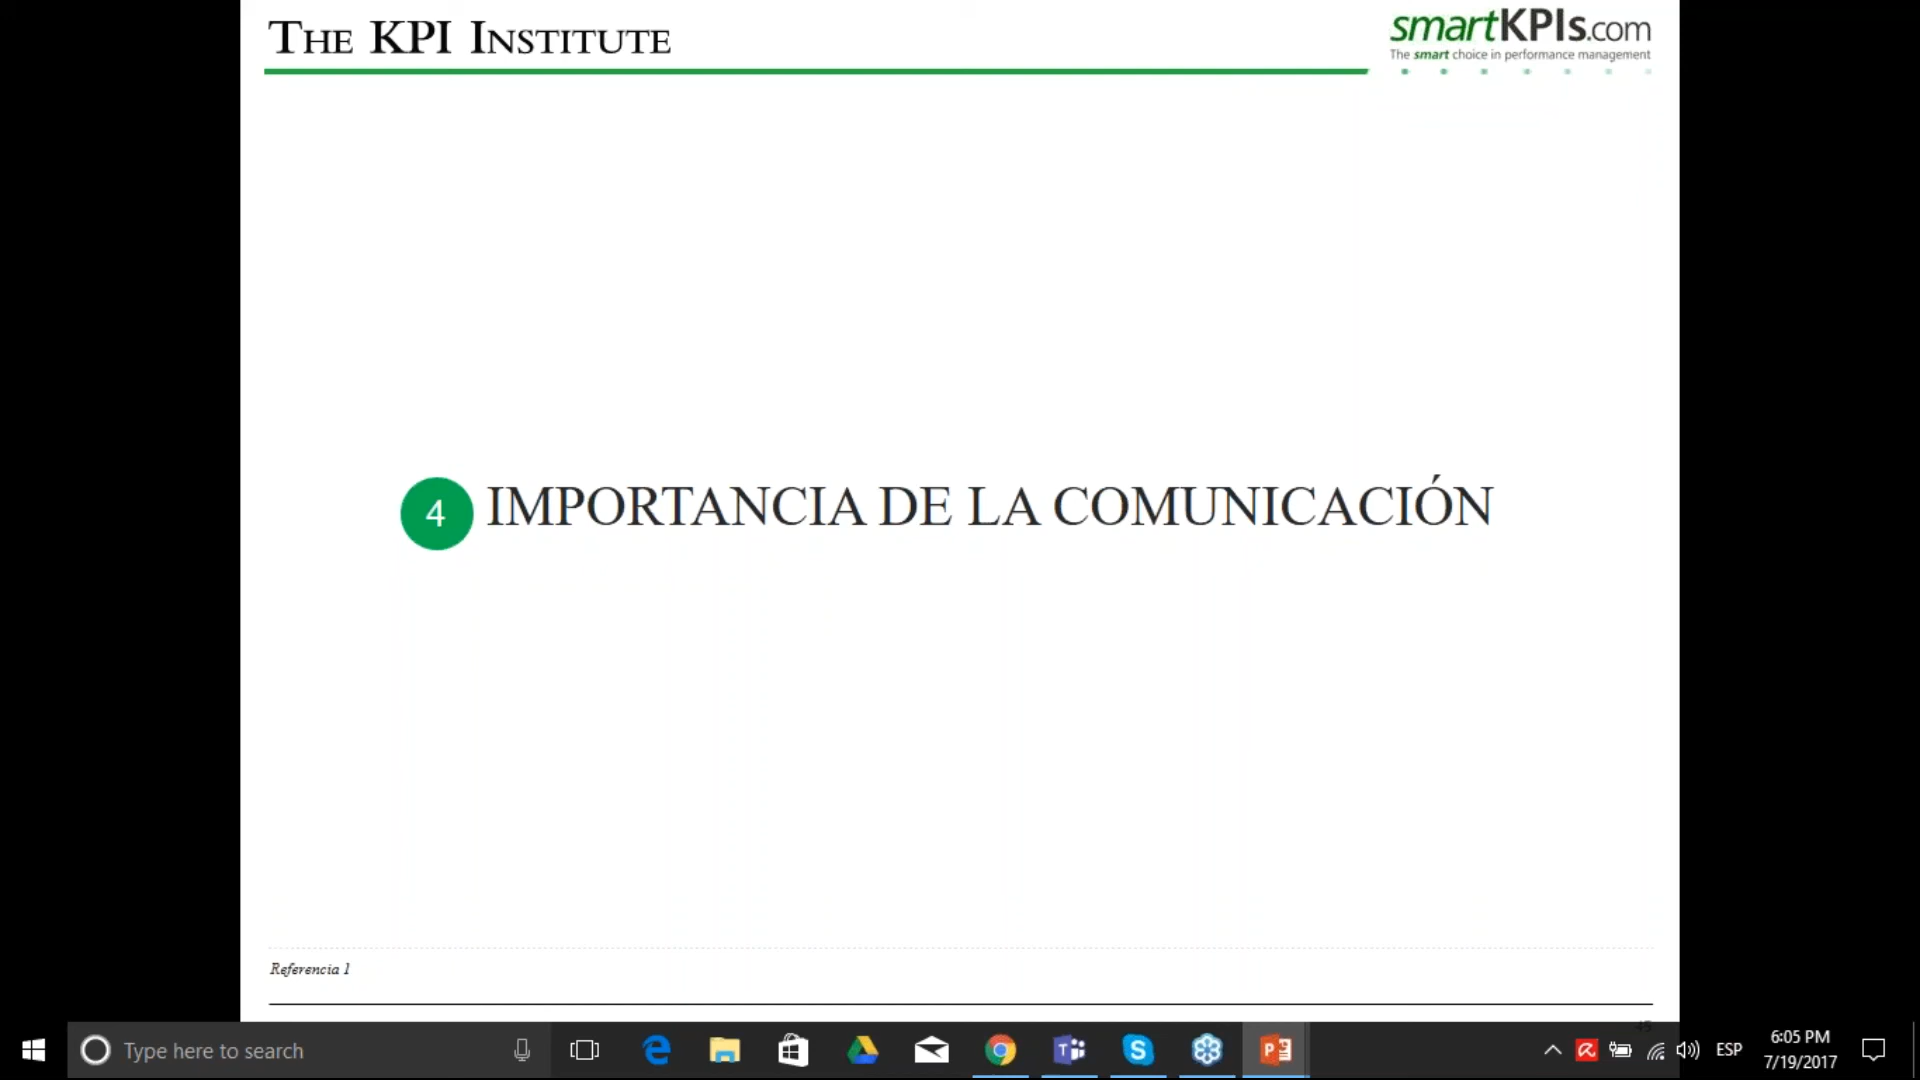 THE KPI INSTITUTE
smartKPIs.com
The smart choice in performance management
4 IMPORTANCIA DE LA COMUNICACIÓN
Referencia 1
45
Type here to search
ESP
6:05 PM
7/19/2017